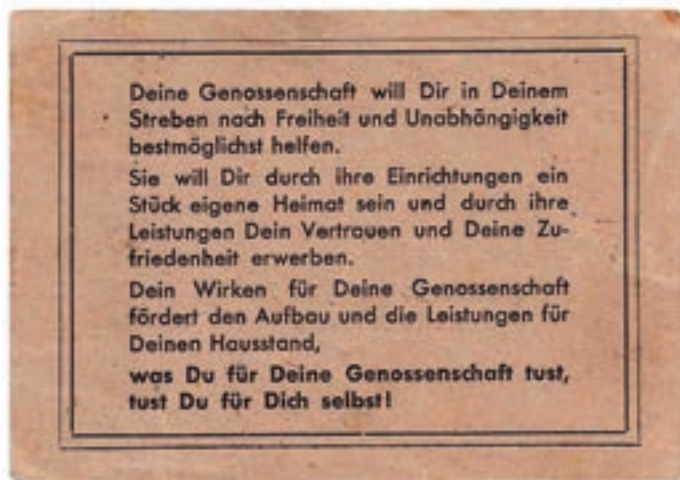 Deine Genossenschaft will Dir in Deinem
Streben nach Freiheit und Unabhängigkeit
bestmöglichst helfen.
Sie will Dir durch ihre Einrichtungen ein
Stück eigene Heimat sein und durch ihre
Leistungen Dein Vertrauen und Deine Zu-
friedenheit erwerben.
Dein Wirken für Deine Genossenschaft
fördert den Aufbau und die Leistungen für
Deinen Hausstand,
was Du für Deine Genossenschaft tust,
tust Du für Dich selbst!